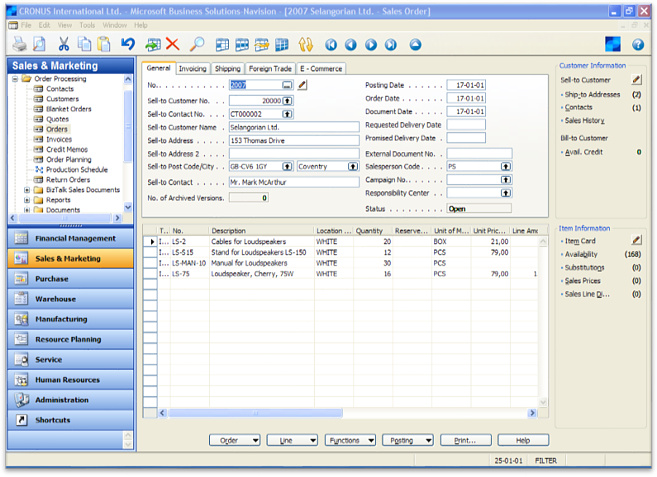 CRONUS International Ltd. - Microsoft Business Solutions-Navision - [2007 Selangorian Ltd. - Sales Order]
File Edit View Tools Window Help
Sales & Marketing
Order Processing
Contacts
Customers
Blanket Orders
Quotes
Orders
Invoices
Credit Memos
Order Planning
Production Schedule
Return Orders
BizTalk Sales Documents
Reports
Documents
Financial Management
Sales & Marketing
Purchase
Warehouse
Manufacturing
Resource Planning
Service
Human Resources
Administration
Shortcuts
General Invoicing Shipping Foreign Trade E - Commerce
No. . . . . . . . . . . . 2007
Sell-to Customer No. . . 20000
Sell-to Contact No. . . . CT000002
Sell-to Customer Name . Selangorian Ltd.
Sell-to Address . . . . . 153 Thomas Drive
Sell-to Address 2 . . . .
Sell-to Post Code/City . . GB-CV6 1GY Coventry
Sell-to Contact . . . . . Mr. Mark McArthur
No. of Archived Versions. 0
Posting Date . . . . . . 17-01-01
Order Date . . . . . . . 17-01-01
Document Date . . . . . 17-01-01
Requested Delivery Date
Promised Delivery Date .
External Document No. . .
Salesperson Code. . . . PS
Campaign No.. . . . . .
Responsibility Center . .
Status . . . . . . . . . Open
T... No. Description Location ... Quantity Reserve... Unit of M... Unit Pric... Line Amo
I... LS-2 Cables for Loudspeakers WHITE 20 BOX 21,00
I... LS-S15 Stand for Loudspeakers LS-150 WHITE 12 PCS 79,00
I... LS-MAN-10 Manual for Loudspeakers WHITE 30 PCS
I... LS-75 Loudspeaker, Cherry, 75W WHITE 16 PCS 79,00 1
Order Line Functions Posting Print... Help
Customer Information
Sell-to Customer
Ship-to Addresses (2)
Contacts (1)
Sales History
Bill-to Customer
Avail. Credit 0
Item Information
Item Card
Availability (168)
Substitutions (0)
Sales Prices (0)
Sales Line Di... (0)
25-01-01 FILTER